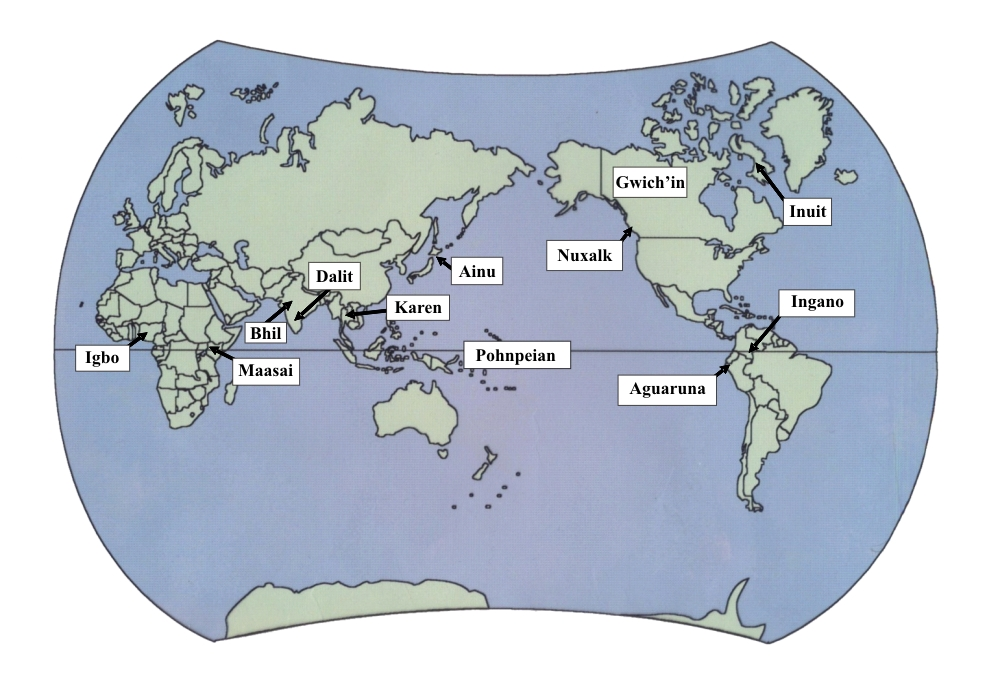 Gwich’in
Inuit
Nuxalk
Ainu
Dalit
Karen
Ingano
Bhil
Igbo
Pohnpeian
Maasai
Aguaruna